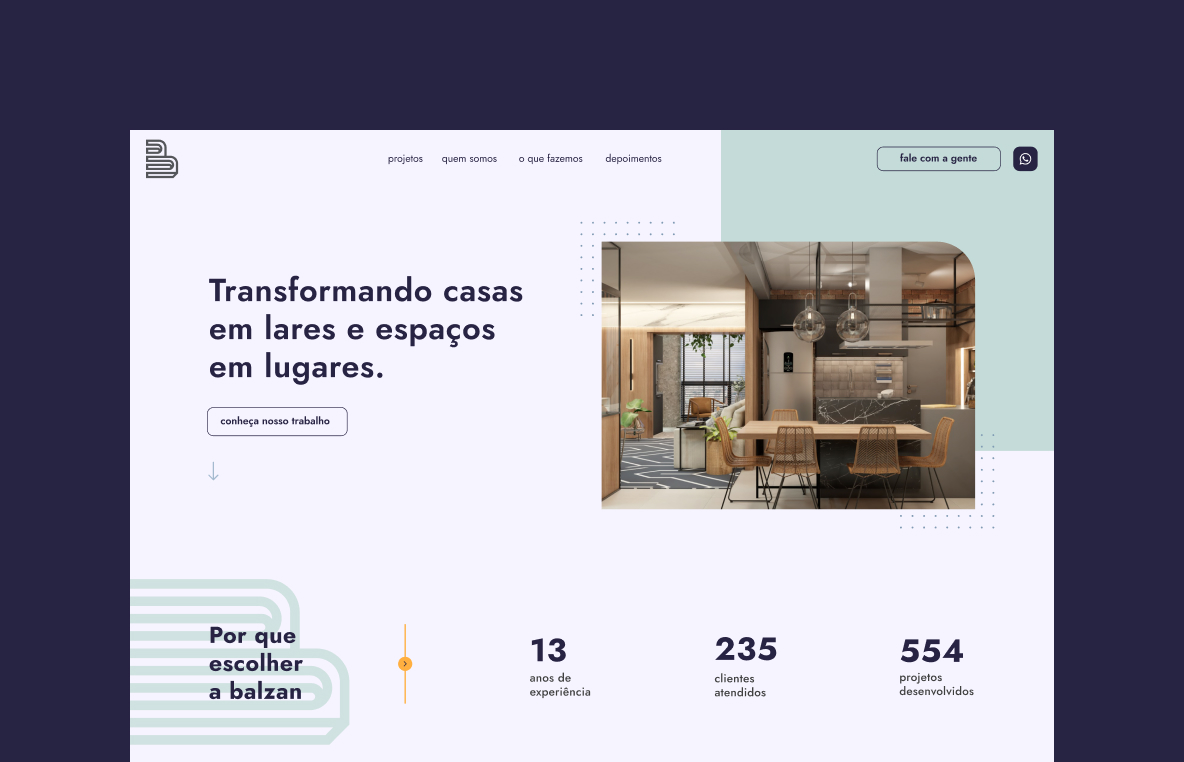 projetos
quem somos
o que fazemos
depoimentos
fale com a gente
Transformando casas
em lares e espaços
em lugares.
conheça nosso trabalho
Por que
escolher
a balzan
13
anos de
experiência
235
clientes
atendidos
554
projetos
desenvolvidos